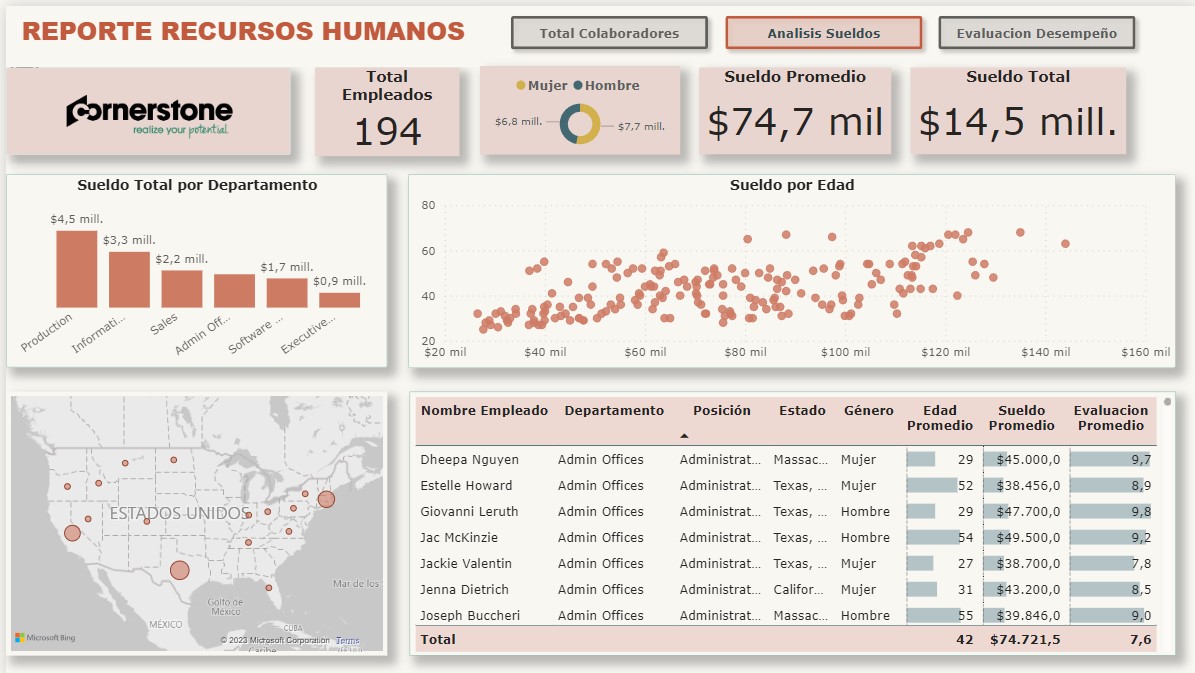 REPORTE RECURSOS HUMANOS
Total Colaboradores
Analisis Sueldos
Evaluacion Desempeño
Cornerstone
realize your potential.
Total
Empleados
194
Mujer Hombre
$6,8 mill.
$7,7 mill.
Sueldo Promedio
$74,7 mil
Sueldo Total
$14,5 mill.
Sueldo Total por Departamento
$4,5 mill.
$3,3 mill.
$2,2 mill.
$1,7 mill.
$0,9 mill.
Production
Informati...
Sales
Admin Off...
Software ...
Executive...
Sueldo por Edad
80
60
40
20
$20 mil $40 mil $60 mil $80 mil $100 mil $120 mil $140 mil $160 mil
ESTADOS UNIDOS
Mar de los
Golfo de
México
MÉXICO
CUBA
Microsoft Bing
© 2023 Microsoft Corporation Terms
Caribe
Nombre Empleado Departamento Posición Estado Género Edad Promedio Sueldo Promedio Evaluacion Promedio
Dheepa Nguyen Admin Offices Administrat... Massac... Mujer 29 $45.000,0 9,7
Estelle Howard Admin Offices Administrat... Texas, ... Mujer 52 $38.456,0 8,9
Giovanni Leruth Admin Offices Administrat... Texas, ... Hombre 29 $47.700,0 9,8
Jac McKinzie Admin Offices Administrat... Texas, ... Hombre 54 $49.500,0 9,2
Jackie Valentin Admin Offices Administrat... Texas, ... Mujer 27 $38.700,0 7,8
Jenna Dietrich Admin Offices Administrat... Califor... Mujer 31 $43.200,0 8,5
Joseph Buccheri Admin Offices Administrat... Massac... Hombre 55 $39.846,0 9,0
Total 42 $74.721,5 7,6